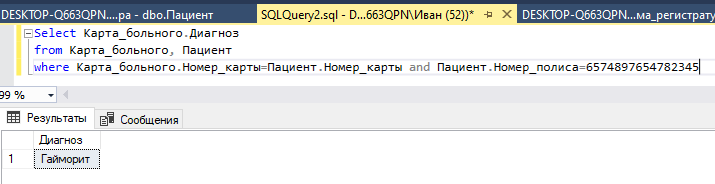 DESKTOP-Q663QPN....ра - dbo.Пациент SQLQuery2.sql - D...663QPN\Иван (52))* DESKTOP-Q663QPN...ма_регистрату
Select Карта_больного.Диагноз
from Карта_больного, Пациент
where Карта_больного.Номер_карты=Пациент.Номер_карты and Пациент.Номер_полиса=6574897654782345
99 %
Результаты Сообщения
Диагноз
1 Гайморит